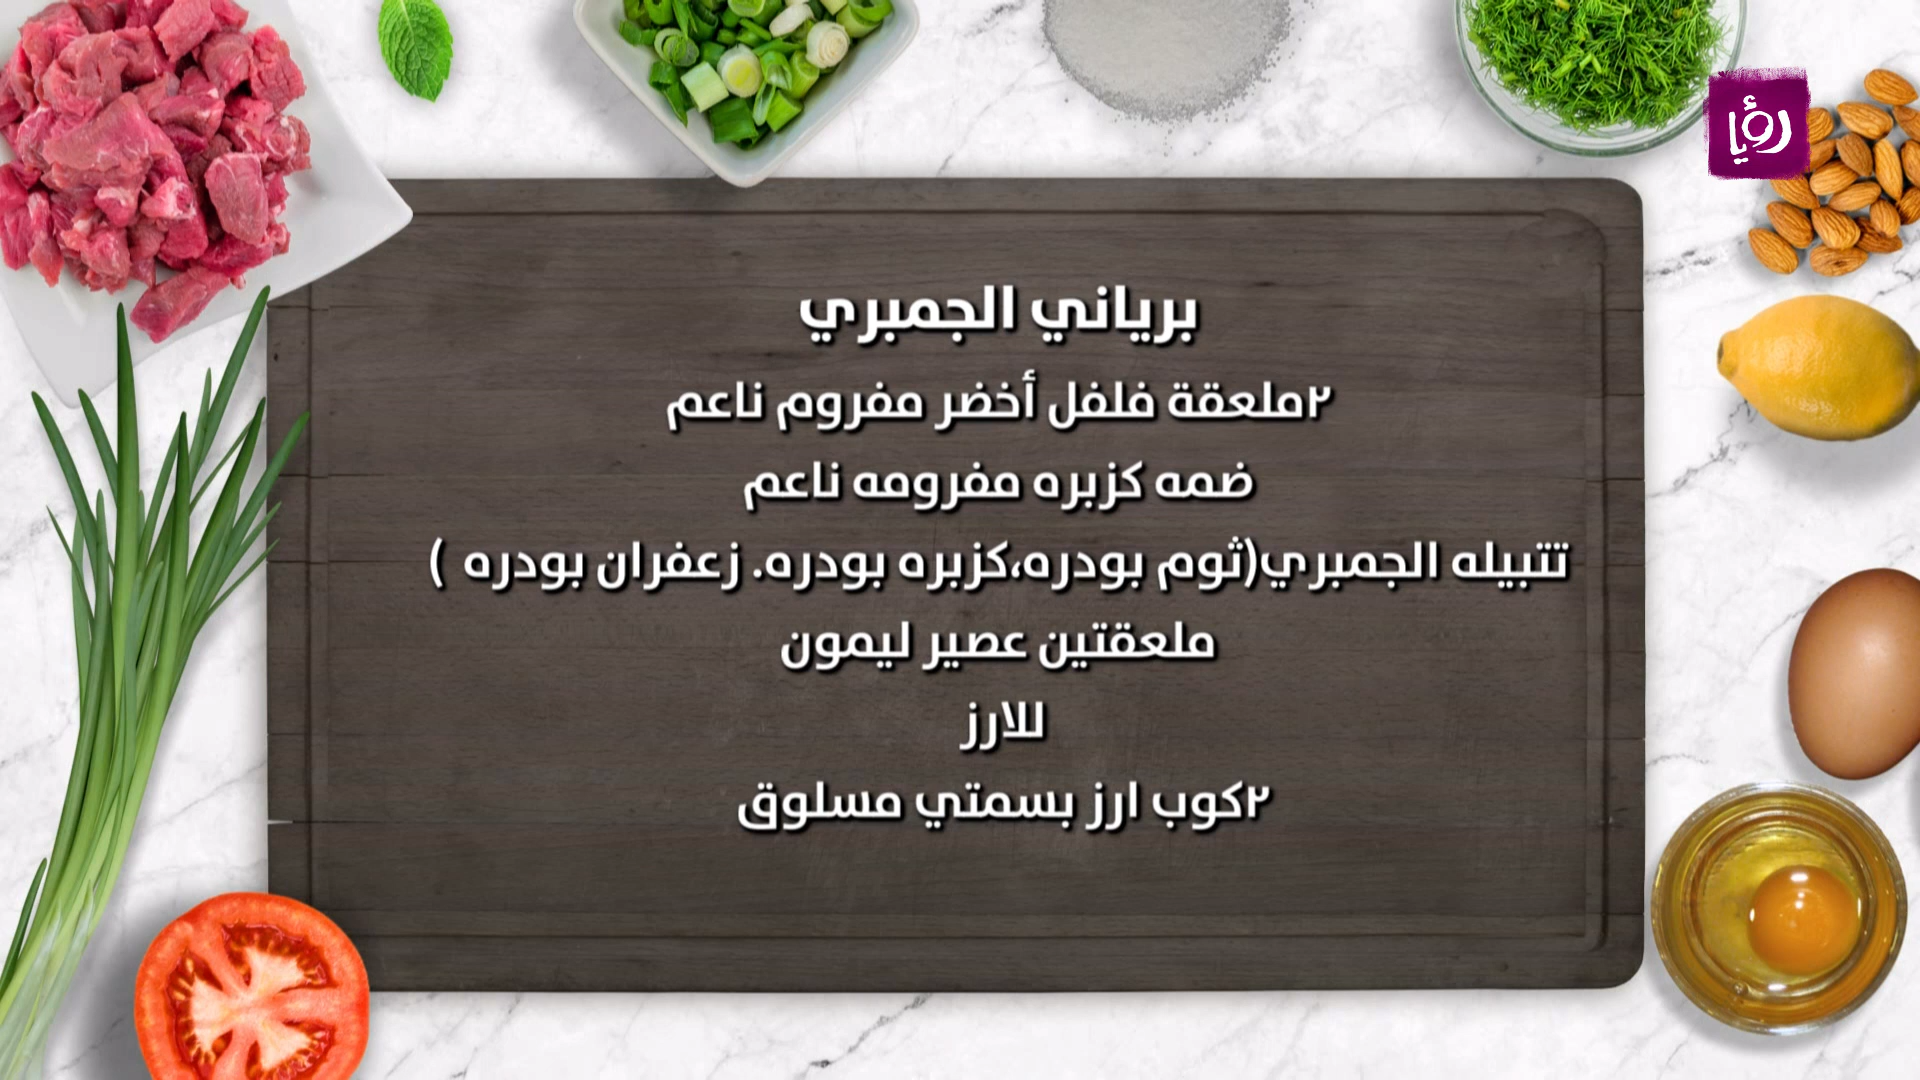 رؤيا
برياني الجمبري
٢ملعقة فلفل أخضر مفروم ناعم
ضمه كزبره مفرومه ناعم
تتبيله الجمبري(ثوم بودره،كزبره بودره. زعفران بودره )
ملعقتين عصير ليمون
للارز
٢كوب ارز بسمتي مسلوق